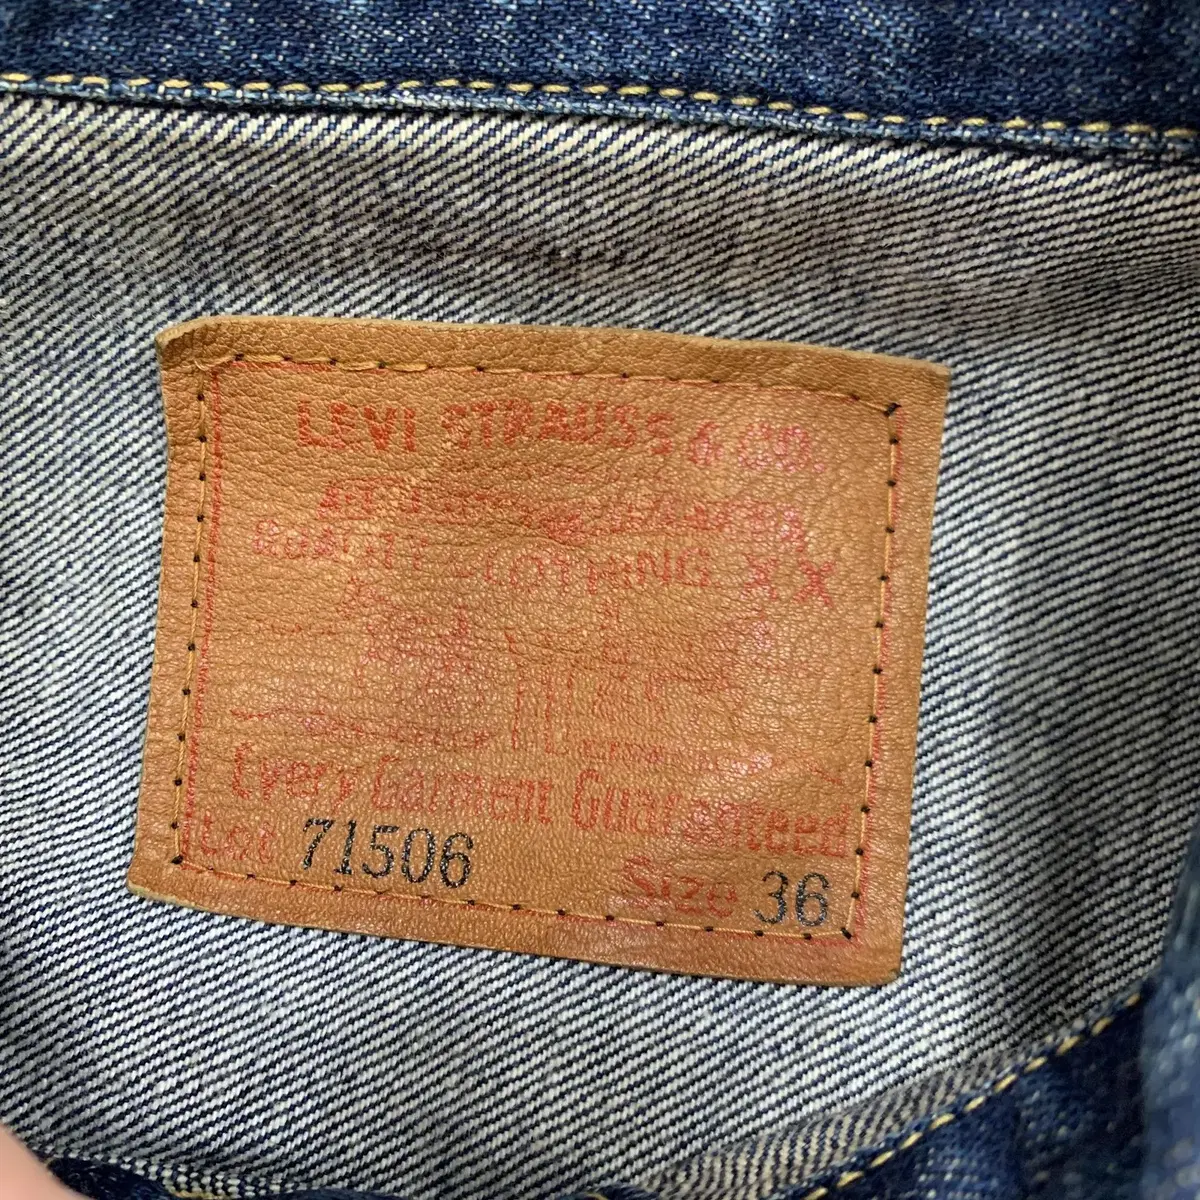 LEVI STRAUSS & CO.
QUALITY CLOTHING XX
Every Garment Guaranteed
Lot 71506 Size 36